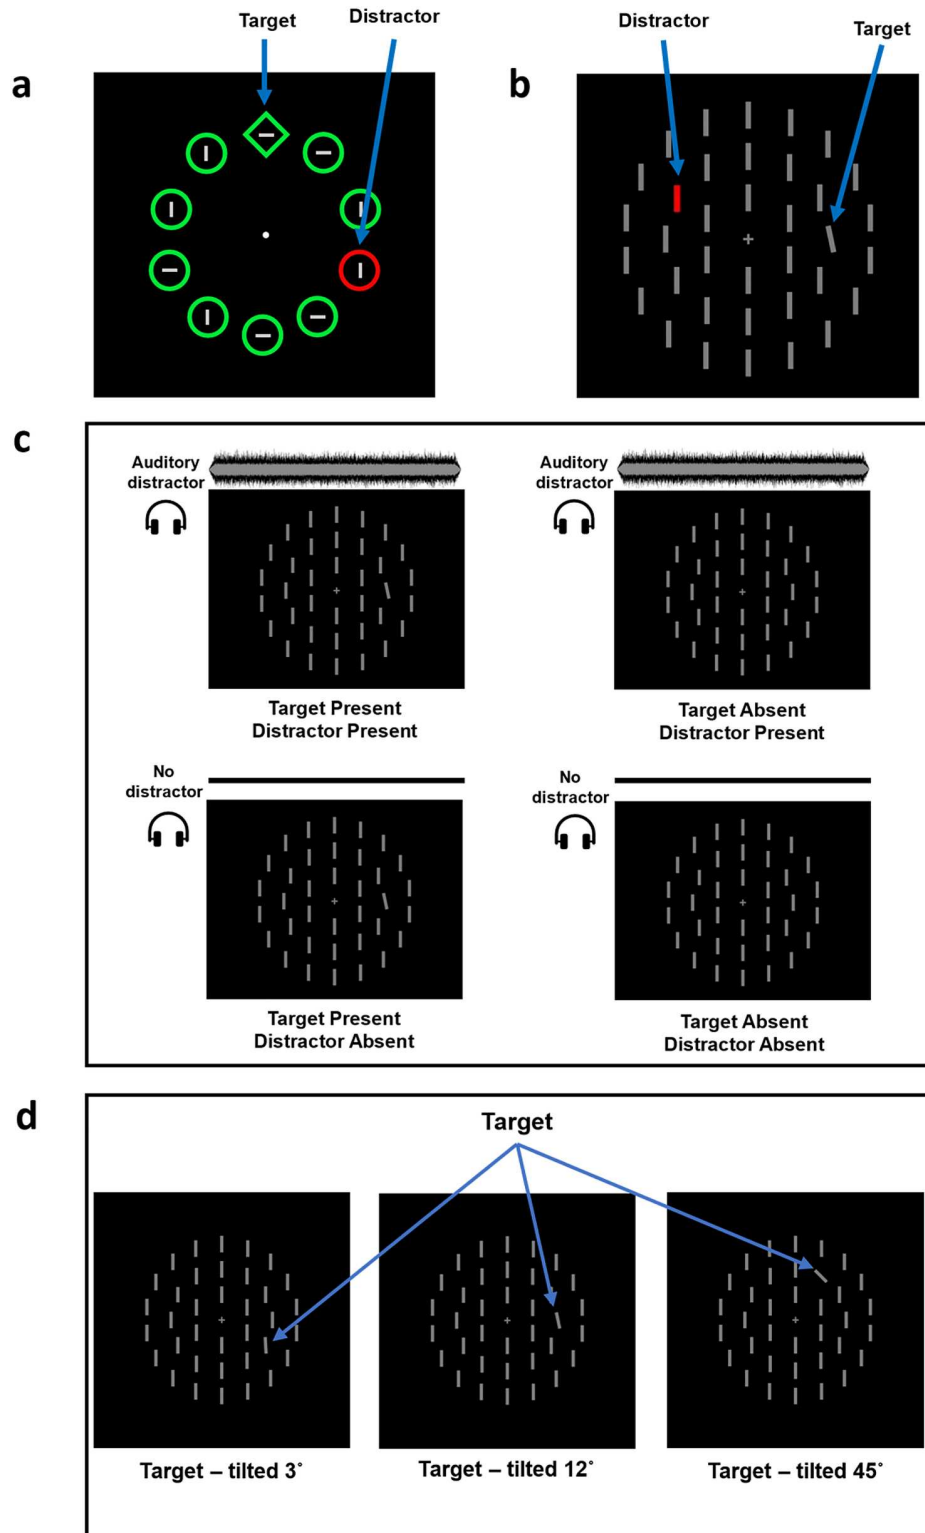 Target
Distractor
a
Distractor
Target
b
c
Auditory
distractor
Auditory
distractor
Target Present
Distractor Present
Target Absent
Distractor Present
No
distractor
No
distractor
Target Present
Distractor Absent
Target Absent
Distractor Absent
d
Target
Target – tilted 3˚
Target – tilted 12˚
Target – tilted 45˚